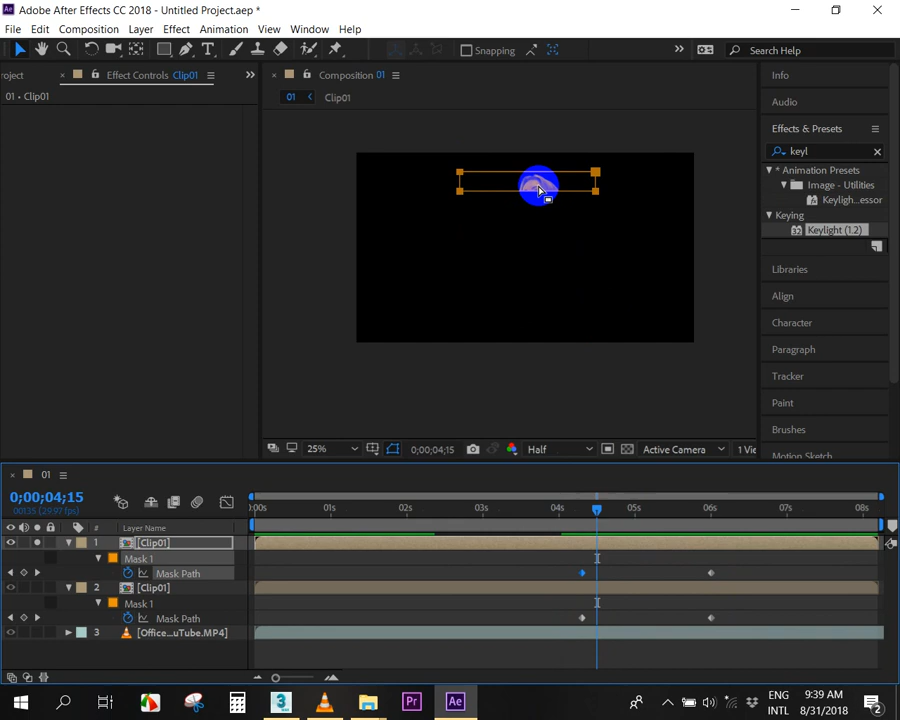 Adobe After Effects CC 2018 - Untitled Project.aep *
File Edit Composition Layer Effect Animation View Window Help
Snapping
Search Help
roject
Effect Controls Clip01
Composition 01
Info
01 • Clip01
01
Clip01
Audio
Effects & Presets
keyl
* Animation Presets
Image - Utilities
Keyligh...essor
Keying
Keylight (1.2)
Libraries
Align
Character
Paragraph
Tracker
Paint
Brushes
Motion Sketch
25%
0;00;04;15
Half
Active Camera
1 Vi
01
0;00;04;15
00135 (29.97 fps)
:00s 01s 02s 03s 04s 05s 06s 07s 08s
# Layer Name
1 [Clip01]
Mask 1
Mask Path
2 [Clip01]
Mask 1
Mask Path
3 [Office...uTube.MP4]
ENG
INTL
9:39 AM
8/31/2018
2